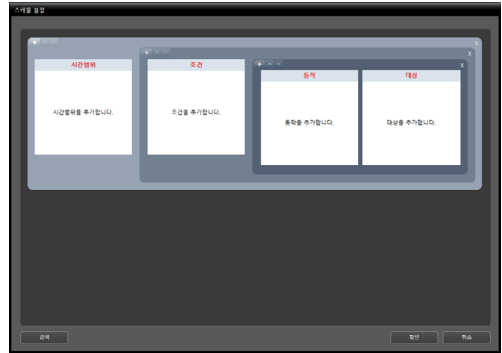 스케줄 설정
+
x
+
x
+
x
시간범위
조건
동작
대상
시간범위를 추가합니다.
조건을 추가합니다.
동작을 추가합니다.
대상을 추가합니다.
검색
확인
취소